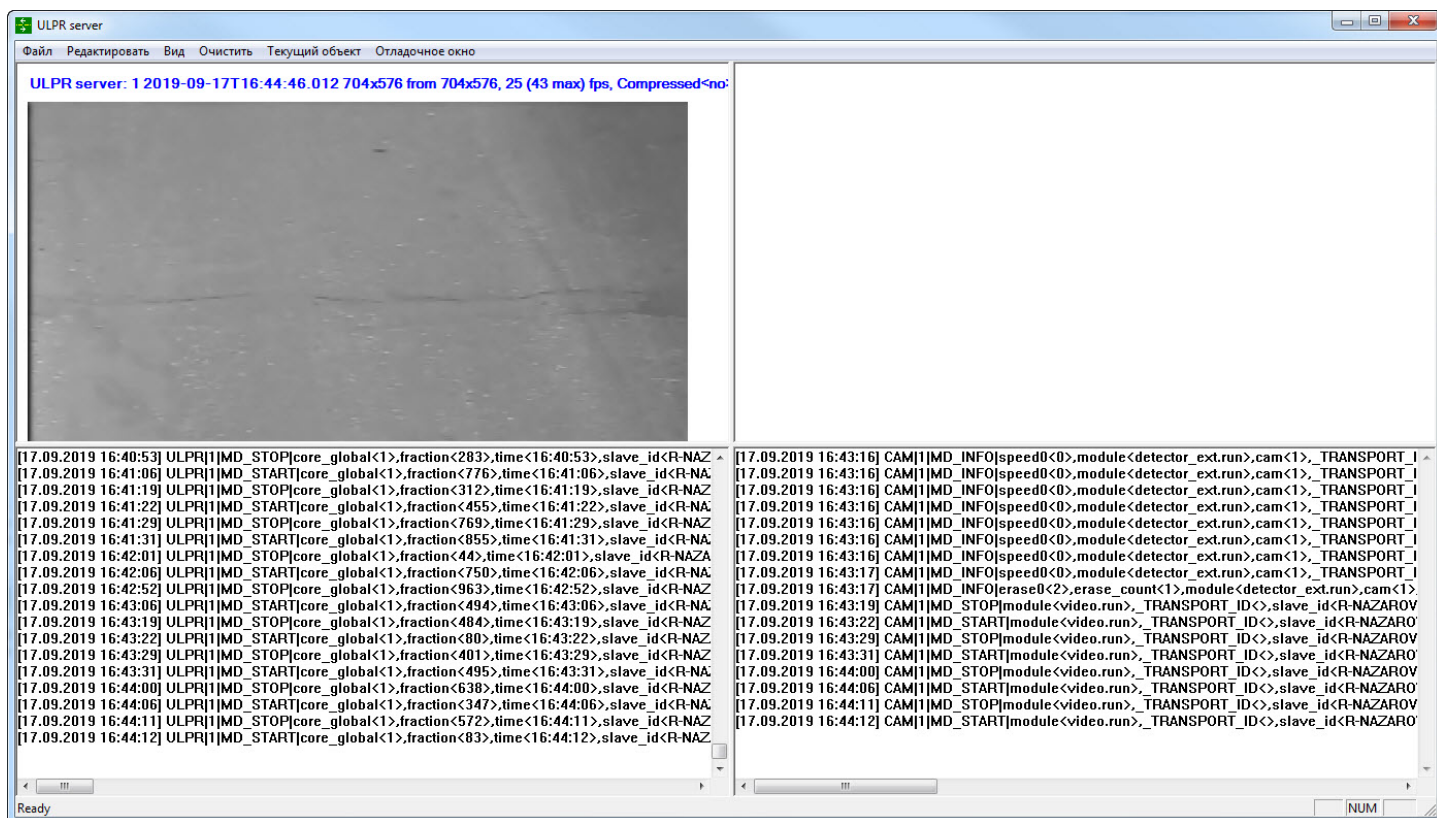 ULPR server
Файл Редактировать Вид Очистить Текущий объект Отладочное окно
ULPR server: 1 2019-09-17T16:44:46.012 704x576 from 704x576, 25 (43 max) fps, Compressed<no>
[17.09.2019 16:40:53] ULPR|1|MD_STOP|core_global<1>,fraction<283>,time<16:40:53>,slave_id<R-NAZ
[17.09.2019 16:41:06] ULPR|1|MD_START|core_global<1>,fraction<776>,time<16:41:06>,slave_id<R-NA
[17.09.2019 16:41:19] ULPR|1|MD_STOP|core_global<1>,fraction<312>,time<16:41:19>,slave_id<R-NAZ
[17.09.2019 16:41:22] ULPR|1|MD_START|core_global<1>,fraction<455>,time<16:41:22>,slave_id<R-NA
[17.09.2019 16:41:29] ULPR|1|MD_STOP|core_global<1>,fraction<769>,time<16:41:29>,slave_id<R-NAZ
[17.09.2019 16:41:31] ULPR|1|MD_START|core_global<1>,fraction<855>,time<16:41:31>,slave_id<R-NA
[17.09.2019 16:42:01] ULPR|1|MD_STOP|core_global<1>,fraction<44>,time<16:42:01>,slave_id<R-NAZA
[17.09.2019 16:42:06] ULPR|1|MD_START|core_global<1>,fraction<750>,time<16:42:06>,slave_id<R-NA
[17.09.2019 16:42:52] ULPR|1|MD_STOP|core_global<1>,fraction<963>,time<16:42:52>,slave_id<R-NAZ
[17.09.2019 16:43:06] ULPR|1|MD_START|core_global<1>,fraction<494>,time<16:43:06>,slave_id<R-NA
[17.09.2019 16:43:19] ULPR|1|MD_STOP|core_global<1>,fraction<484>,time<16:43:19>,slave_id<R-NAZ
[17.09.2019 16:43:22] ULPR|1|MD_START|core_global<1>,fraction<80>,time<16:43:22>,slave_id<R-NAZ
[17.09.2019 16:43:29] ULPR|1|MD_STOP|core_global<1>,fraction<401>,time<16:43:29>,slave_id<R-NAZ
[17.09.2019 16:43:31] ULPR|1|MD_START|core_global<1>,fraction<495>,time<16:43:31>,slave_id<R-NA
[17.09.2019 16:44:00] ULPR|1|MD_STOP|core_global<1>,fraction<638>,time<16:44:00>,slave_id<R-NAZ
[17.09.2019 16:44:06] ULPR|1|MD_START|core_global<1>,fraction<347>,time<16:44:06>,slave_id<R-NA
[17.09.2019 16:44:11] ULPR|1|MD_STOP|core_global<1>,fraction<572>,time<16:44:11>,slave_id<R-NAZ
[17.09.2019 16:44:12] ULPR|1|MD_START|core_global<1>,fraction<83>,time<16:44:12>,slave_id<R-NAZ
[17.09.2019 16:43:16] CAM|1|MD_INFO|speed0<0>,module<detector_ext.run>,cam<1>,_TRANSPORT_I
[17.09.2019 16:43:16] CAM|1|MD_INFO|speed0<0>,module<detector_ext.run>,cam<1>,_TRANSPORT_I
[17.09.2019 16:43:16] CAM|1|MD_INFO|speed0<0>,module<detector_ext.run>,cam<1>,_TRANSPORT_I
[17.09.2019 16:43:16] CAM|1|MD_INFO|speed0<0>,module<detector_ext.run>,cam<1>,_TRANSPORT_I
[17.09.2019 16:43:16] CAM|1|MD_INFO|speed0<0>,module<detector_ext.run>,cam<1>,_TRANSPORT_I
[17.09.2019 16:43:16] CAM|1|MD_INFO|speed0<0>,module<detector_ext.run>,cam<1>,_TRANSPORT_I
[17.09.2019 16:43:16] CAM|1|MD_INFO|speed0<0>,module<detector_ext.run>,cam<1>,_TRANSPORT_I
[17.09.2019 16:43:17] CAM|1|MD_INFO|speed0<0>,module<detector_ext.run>,cam<1>,_TRANSPORT_I
[17.09.2019 16:43:17] CAM|1|MD_INFO|erase0<2>,erase_count<1>,module<detector_ext.run>,cam<1>
[17.09.2019 16:43:19] CAM|1|MD_STOP|module<video.run>,_TRANSPORT_ID<>,slave_id<R-NAZAROV
[17.09.2019 16:43:22] CAM|1|MD_START|module<video.run>,_TRANSPORT_ID<>,slave_id<R-NAZARO
[17.09.2019 16:43:29] CAM|1|MD_STOP|module<video.run>,_TRANSPORT_ID<>,slave_id<R-NAZAROV
[17.09.2019 16:43:31] CAM|1|MD_START|module<video.run>,_TRANSPORT_ID<>,slave_id<R-NAZARO
[17.09.2019 16:44:00] CAM|1|MD_STOP|module<video.run>,_TRANSPORT_ID<>,slave_id<R-NAZAROV
[17.09.2019 16:44:06] CAM|1|MD_START|module<video.run>,_TRANSPORT_ID<>,slave_id<R-NAZARO
[17.09.2019 16:44:11] CAM|1|MD_STOP|module<video.run>,_TRANSPORT_ID<>,slave_id<R-NAZAROV
[17.09.2019 16:44:12] CAM|1|MD_START|module<video.run>,_TRANSPORT_ID<>,slave_id<R-NAZARO
Ready NUM